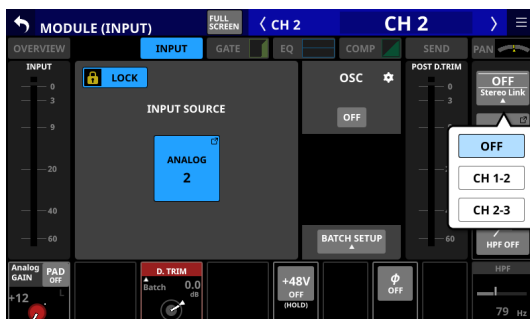 MODULE (INPUT)
FULL
SCREEN
CH 2
CH 2
OVERVIEW
INPUT
GATE
EQ
COMP
SEND
PAN
INPUT
LOCK
OSC
POST D.TRIM
OFF
Stereo Link
0
3
9
20
40
60
INPUT SOURCE
ANALOG
2
OFF
BATCH SETUP
0
3
60
OFF
CH 1-2
CH 2-3
HPF OFF
Analog
GAIN
PAD
OFF
+12
L
D. TRIM
Batch
0.0
dB
+48V
OFF
(HOLD)
Φ
OFF
HPF
79 Hz